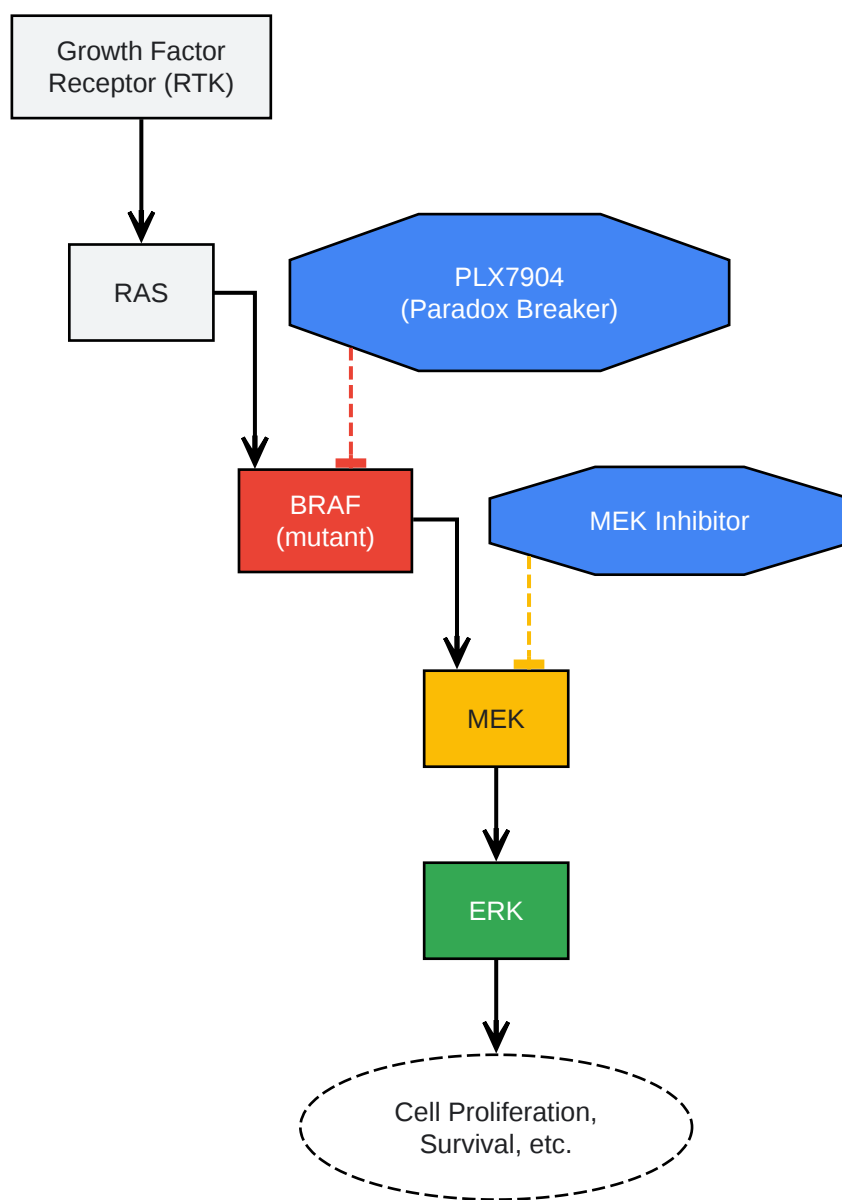 Growth Factor
Receptor (RTK)
RAS
PLX7904
(Paradox Breaker)
BRAF
(mutant)
MEK Inhibitor
MEK
ERK
Cell Proliferation,
Survival, etc.